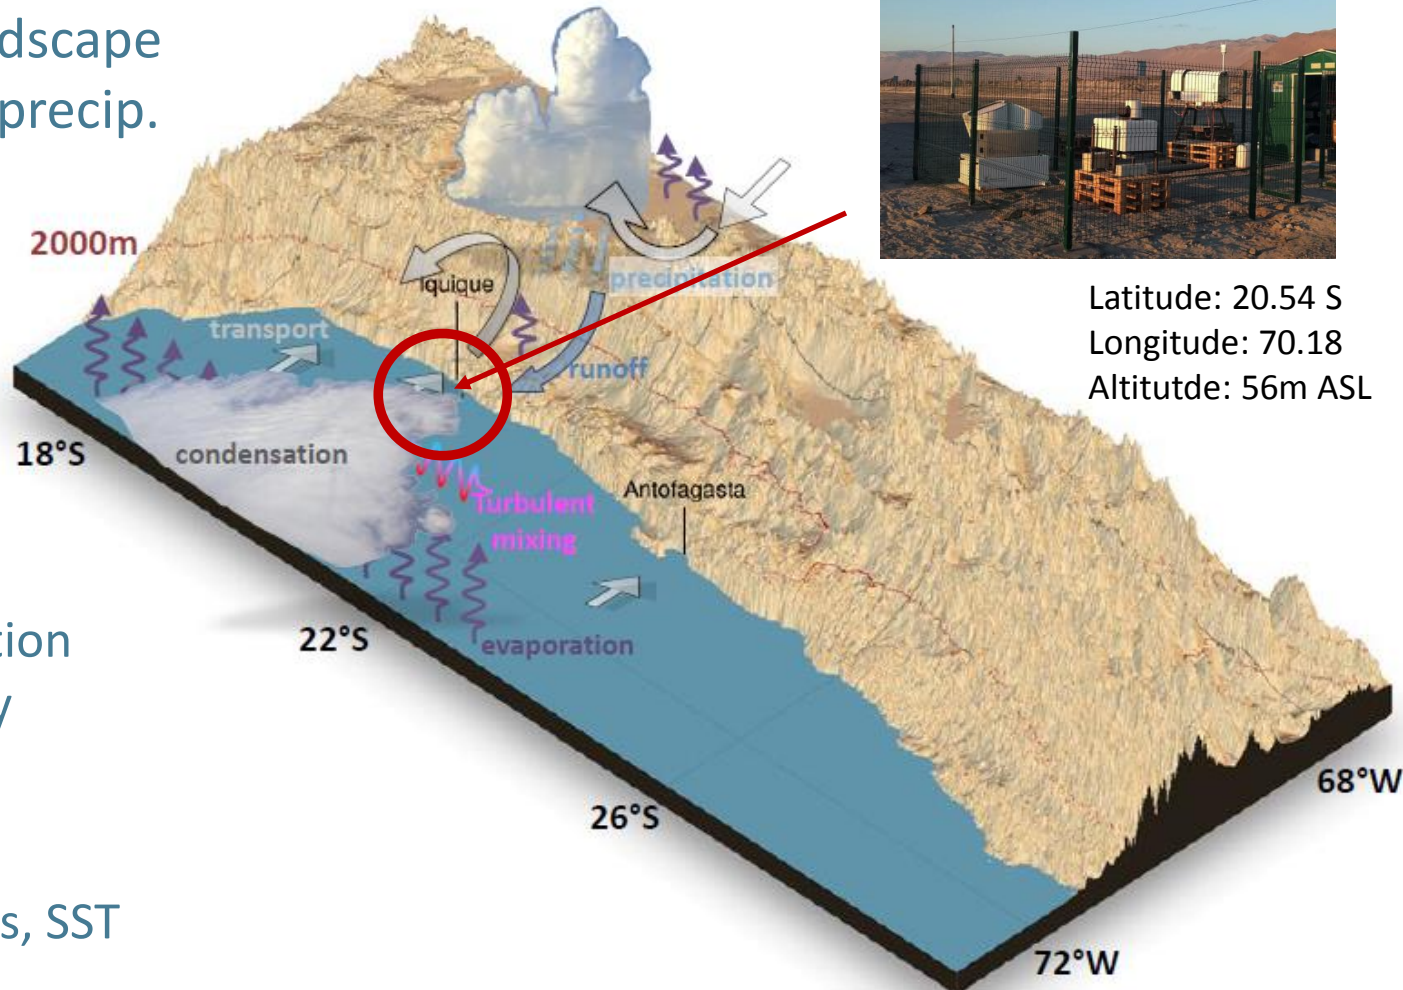 dscape
precip.
2000m
Iquique
precipitation
transport
runoff
18°S
condensation
Turbulent
mixing
Antofagasta
22°S
evaporation
26°S
68°W
72°W
tion
y
s, SST
Latitude: 20.54 S
Longitude: 70.18
Altitutde: 56m ASL